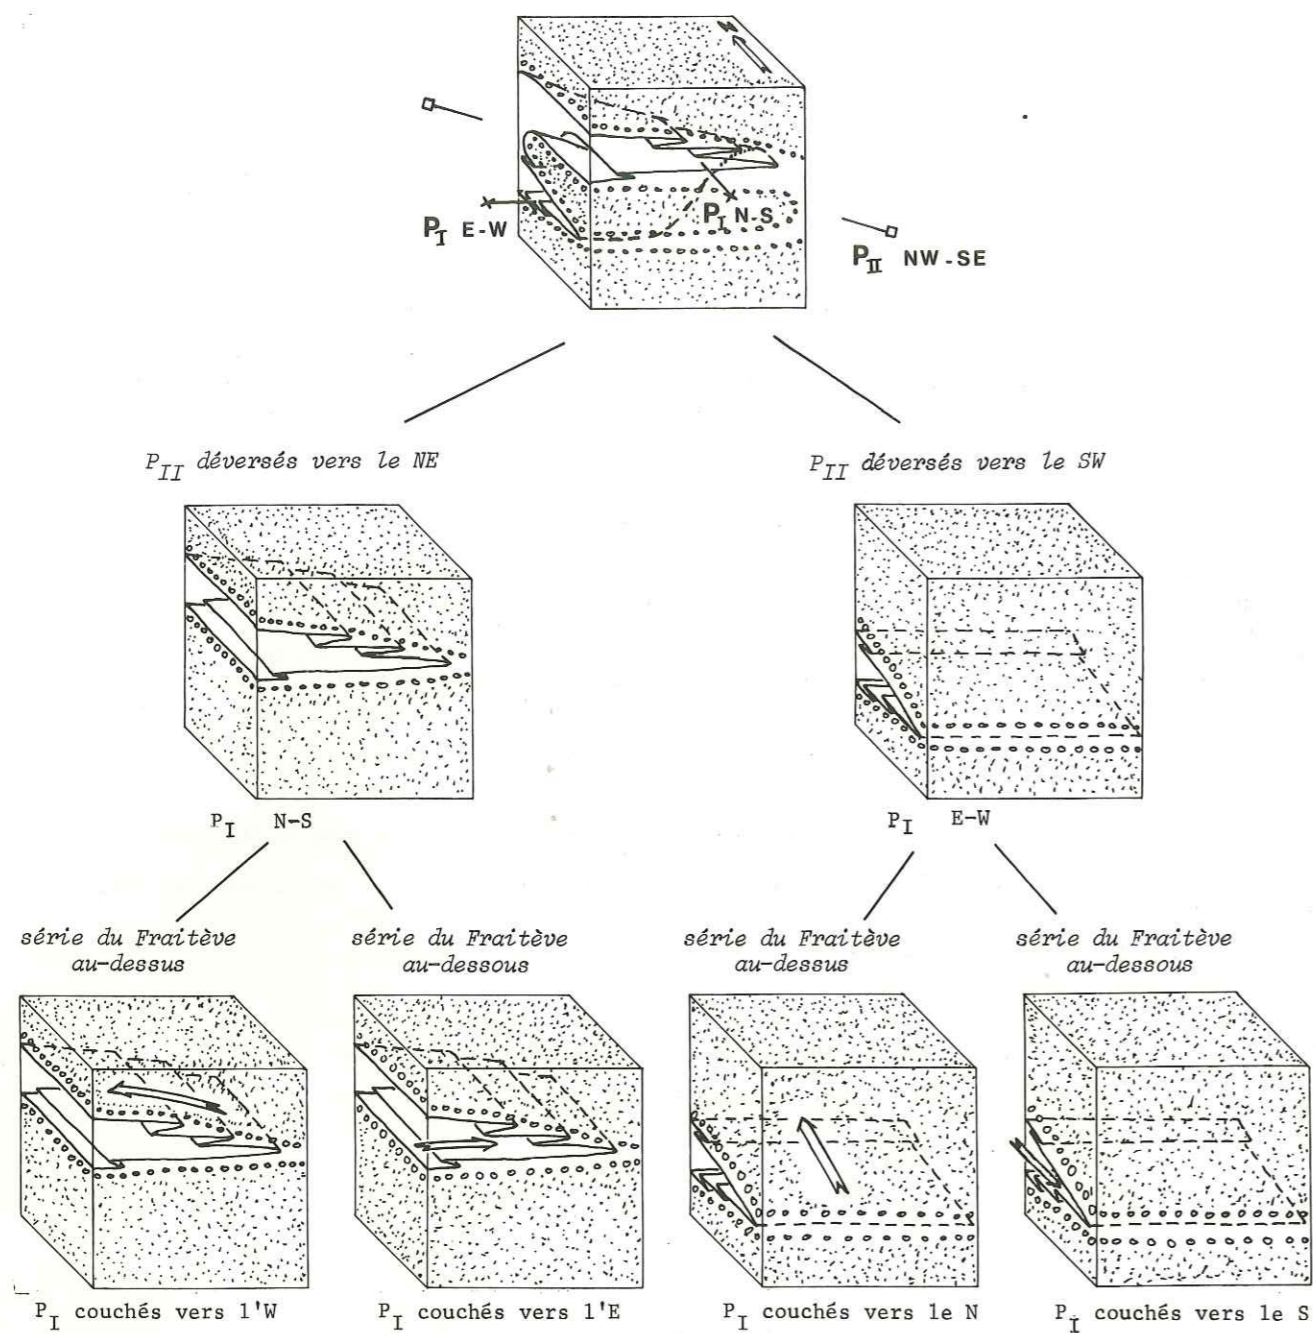 N
P_I E-W
P_I N-S
P_II NW-SE
P_II déversés vers le NE
P_II déversés vers le SW
P_I N-S
P_I E-W
série du Fraitève
au-dessus
série du Fraitève
au-dessous
série du Fraitève
au-dessus
série du Fraitève
au-dessous
P_I couchés vers l'W
P_I couchés vers l'E
P_I couchés vers le N
P_I couchés vers le S